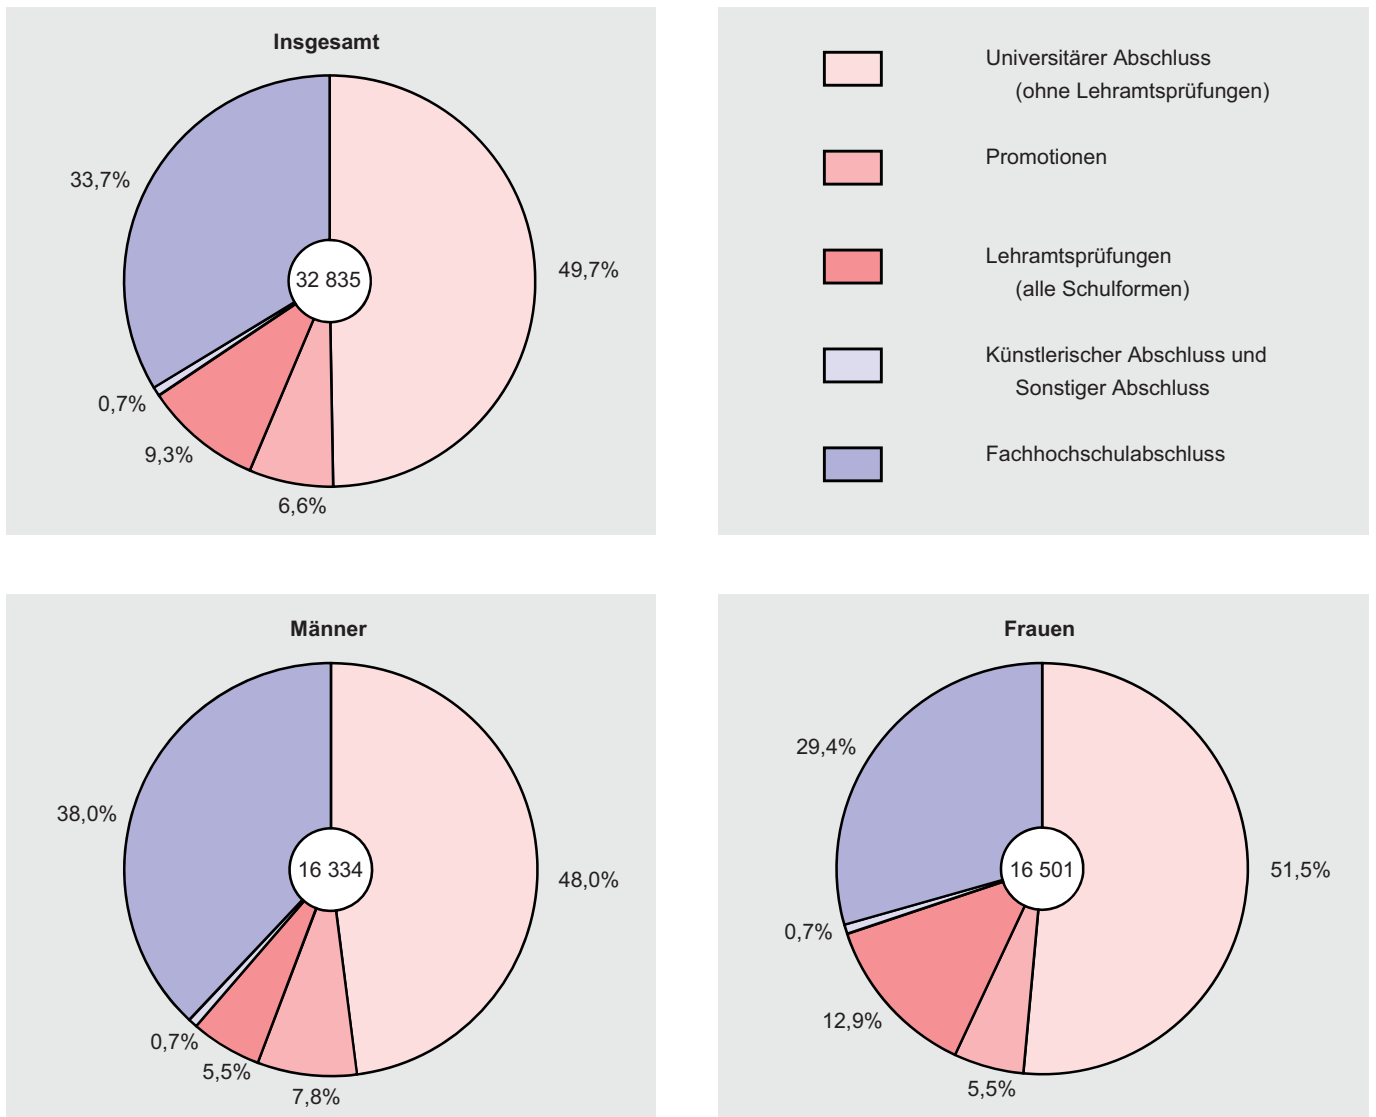 Insgesamt
33,7%
32 835
49,7%
0,7%
9,3%
6,6%
Universitärer Abschluss
(ohne Lehramtsprüfungen)
Promotionen
Lehramtsprüfungen
(alle Schulformen)
Künstlerischer Abschluss und
Sonstiger Abschluss
Fachhochschulabschluss
Männer
38,0%
16 334
48,0%
0,7%
5,5%
7,8%
Frauen
29,4%
16 501
51,5%
0,7%
12,9%
5,5%